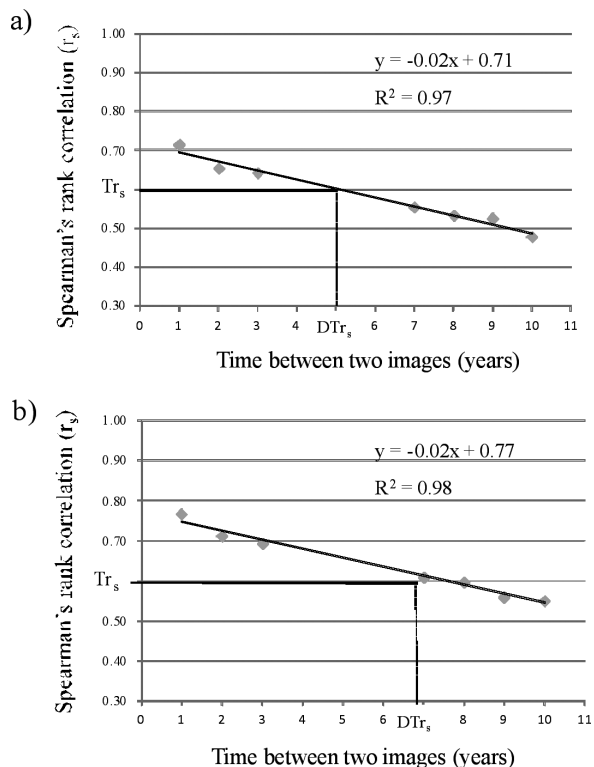 a)
Spearman's rank correlation (rₛ)
1.00
0.90
0.80
0.70
Trₛ
0.50
0.40
0.30
y = -0.02x + 0.71
R² = 0.97
0 1 2 3 4 5 6 7 8 9 10 11
DTrₛ
Time between two images (years)
b)
Spearman's rank correlation (rₛ)
1.00
0.90
0.80
0.70
Trₛ
0.50
0.40
0.30
y = -0.02x + 0.77
R² = 0.98
0 1 2 3 4 5 6 7 8 9 10 11
DTrₛ
Time between two images (years)